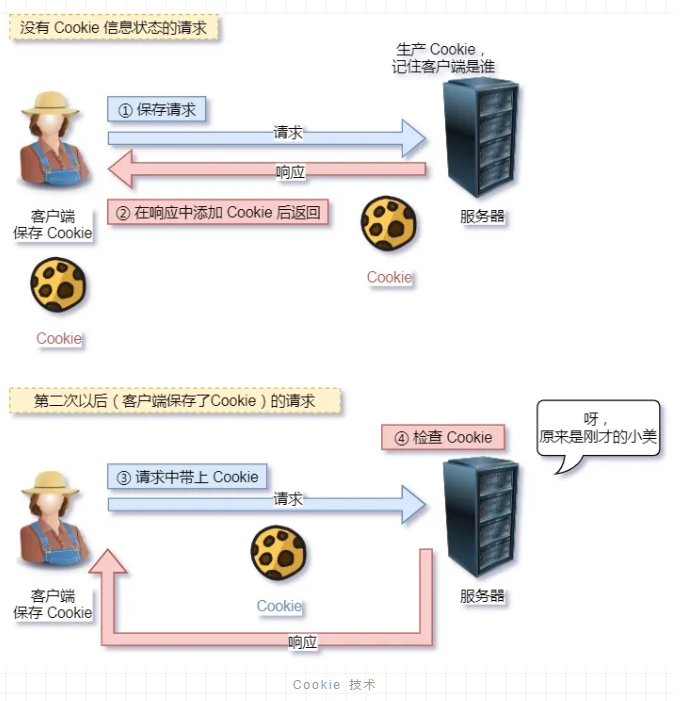 没有 Cookie 信息状态的请求
生产 Cookie，
记住客户端是谁
① 保存请求
请求
响应
② 在响应中添加 Cookie 后返回
客户端
保存 Cookie
服务器
Cookie
Cookie
第二次以后（客户端保存了Cookie）的请求
呀，
原来是刚才的小美
④ 检查 Cookie
③ 请求中带上 Cookie
请求
客户端
保存 Cookie
Cookie
服务器
响应
Cookie 技术